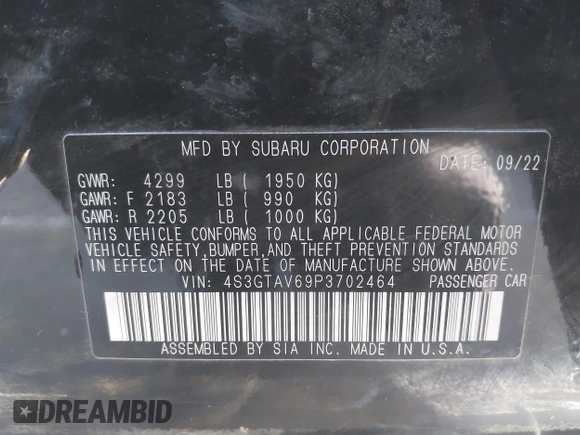 MFD BY SUBARU CORPORATION
DATE: 09/22
GVWR: 4299 LB ( 1950 KG)
GAWR: F 2183 LB ( 990 KG)
GAWR: R 2205 LB ( 1000 KG)
THIS VEHICLE CONFORMS TO ALL APPLICABLE FEDERAL MOTOR
VEHICLE SAFETY, BUMPER, AND THEFT PREVENTION STANDARDS
IN EFFECT ON THE DATE OF MANUFACTURE SHOWN ABOVE.
VIN: 4S3GTAV69P3702464 PASSENGER CAR
ASSEMBLED BY SIA INC. MADE IN U.S.A.
DREAMBID